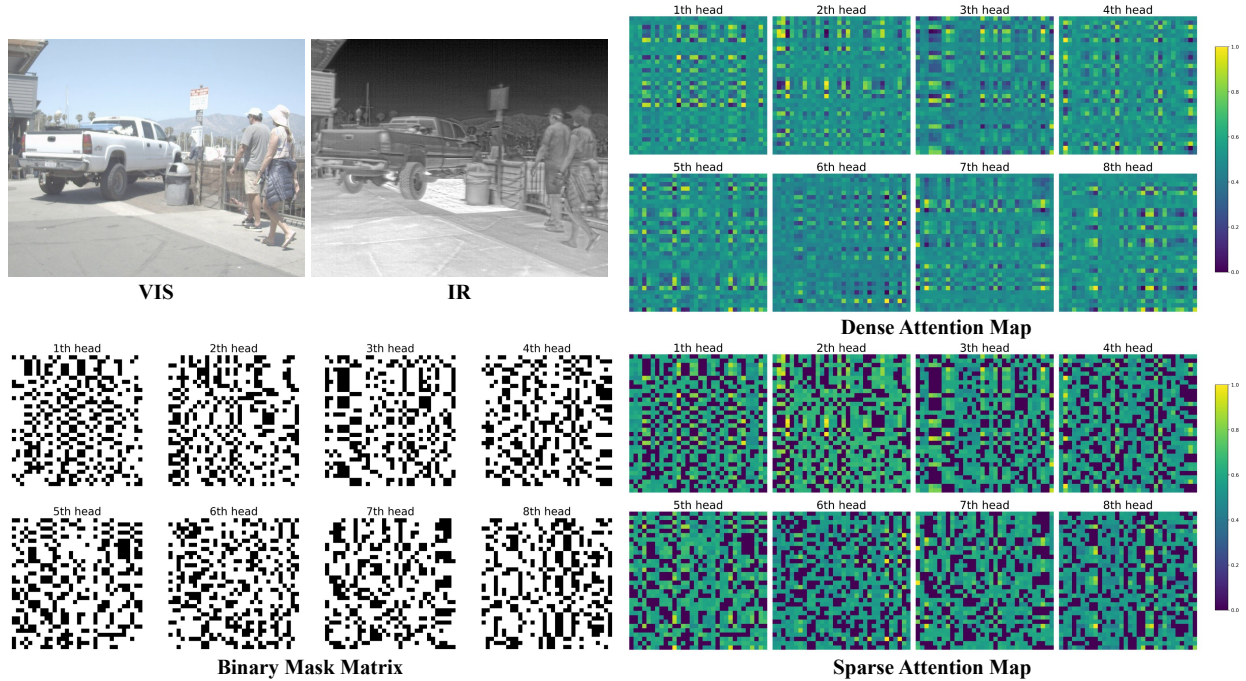 1th head 2th head 3th head 4th head
1.0
0.8
0.6
0.4
0.2
0.0
5th head 6th head 7th head 8th head
VIS IR
Dense Attention Map
1th head 2th head 3th head 4th head
5th head 6th head 7th head 8th head
Binary Mask Matrix
1th head 2th head 3th head 4th head
1.0
0.8
0.6
0.4
0.2
0.0
5th head 6th head 7th head 8th head
Sparse Attention Map